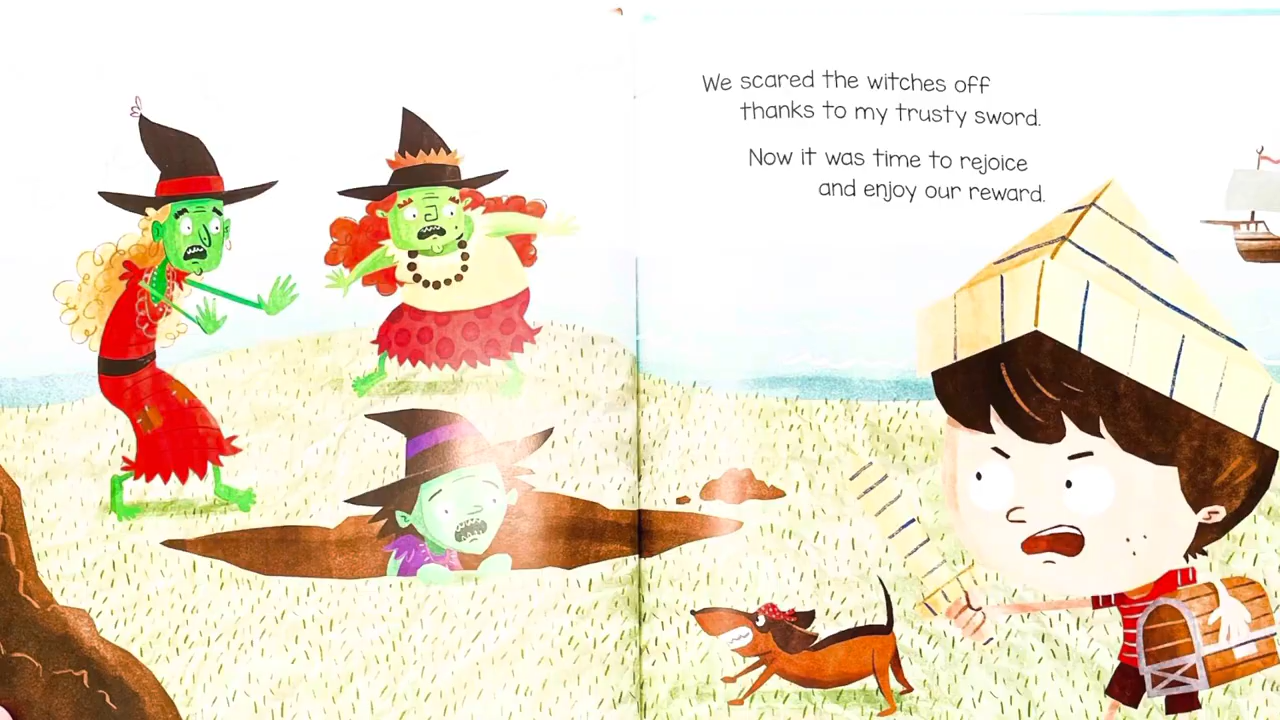 We scared the witches off
thanks to my trusty sword.
Now it was time to rejoice
and enjoy our reward.